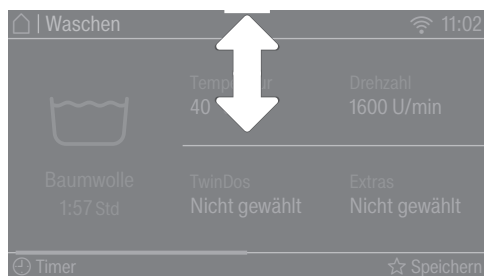 Waschen 11:02
Temperatur Drehzahl
40 1600 U/min
Baumwolle
1:57 Std
TwinDos Extras
Nicht gewählt Nicht gewählt
Timer Speichern